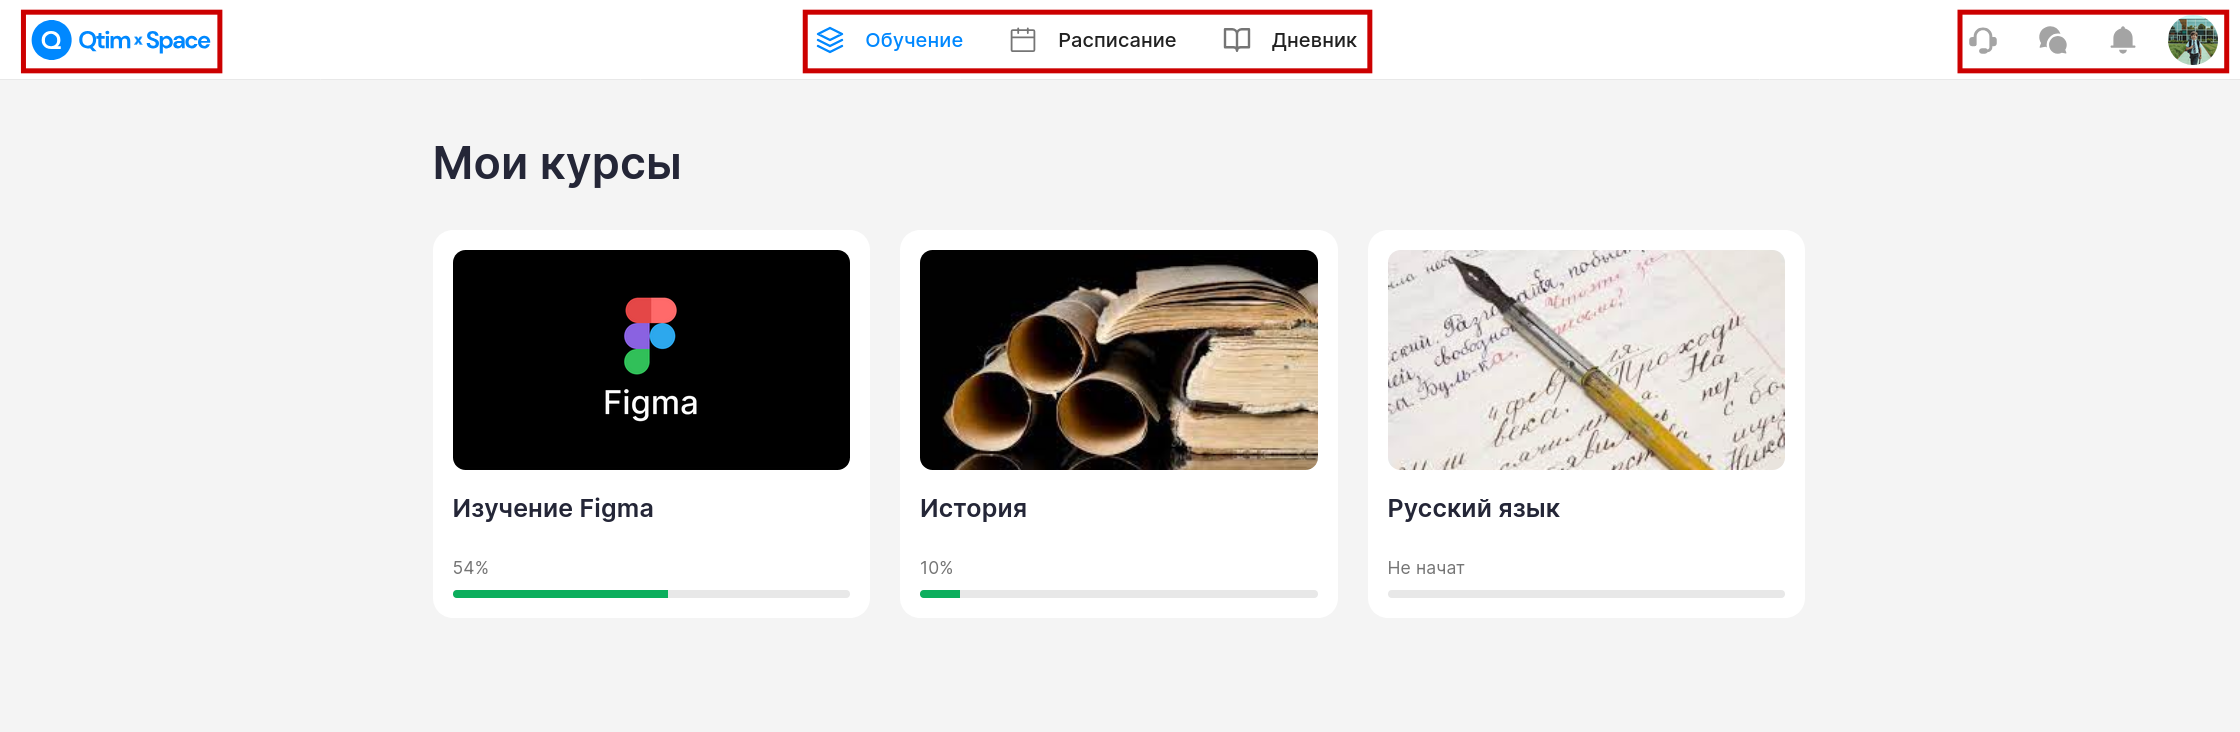 Qtim x Space
Обучение
Расписание
Дневник
Мои курсы
Figma
Изучение Figma
54%
История
10%
Русский язык
Не начат